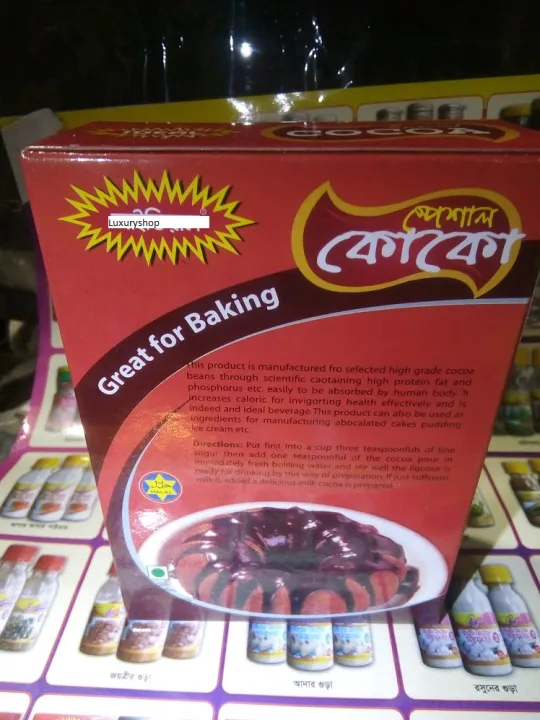 COCOA
Luxuryshop
®
স্পেশাল
কোকো
Great for Baking
This product is manufactured fro selected high grade cocoa
beans through scientific caotaining high protein fat and
phosphorus etc. easily to be absorbed by human body. It
increases caloric for invigorting health effectively and is
indeed and ideal beverage This product can also be used as
ingredients for manufacturing abocalated cakes pudding
ice cream etc.
Directions: Put first into a cup three teaspoonfuls of fine
sugur then add one teaspoonful of the cocoa pour in
immediately fresh boilding water and stir well the liquour is
ready for drinking by this way of preparation. If just suffcrent
milk is added a delicious milk cocoa is prepared.
HALAL
জয়ত্রীর গুড়া
আদার গুড়া
রসুনের গুড়া